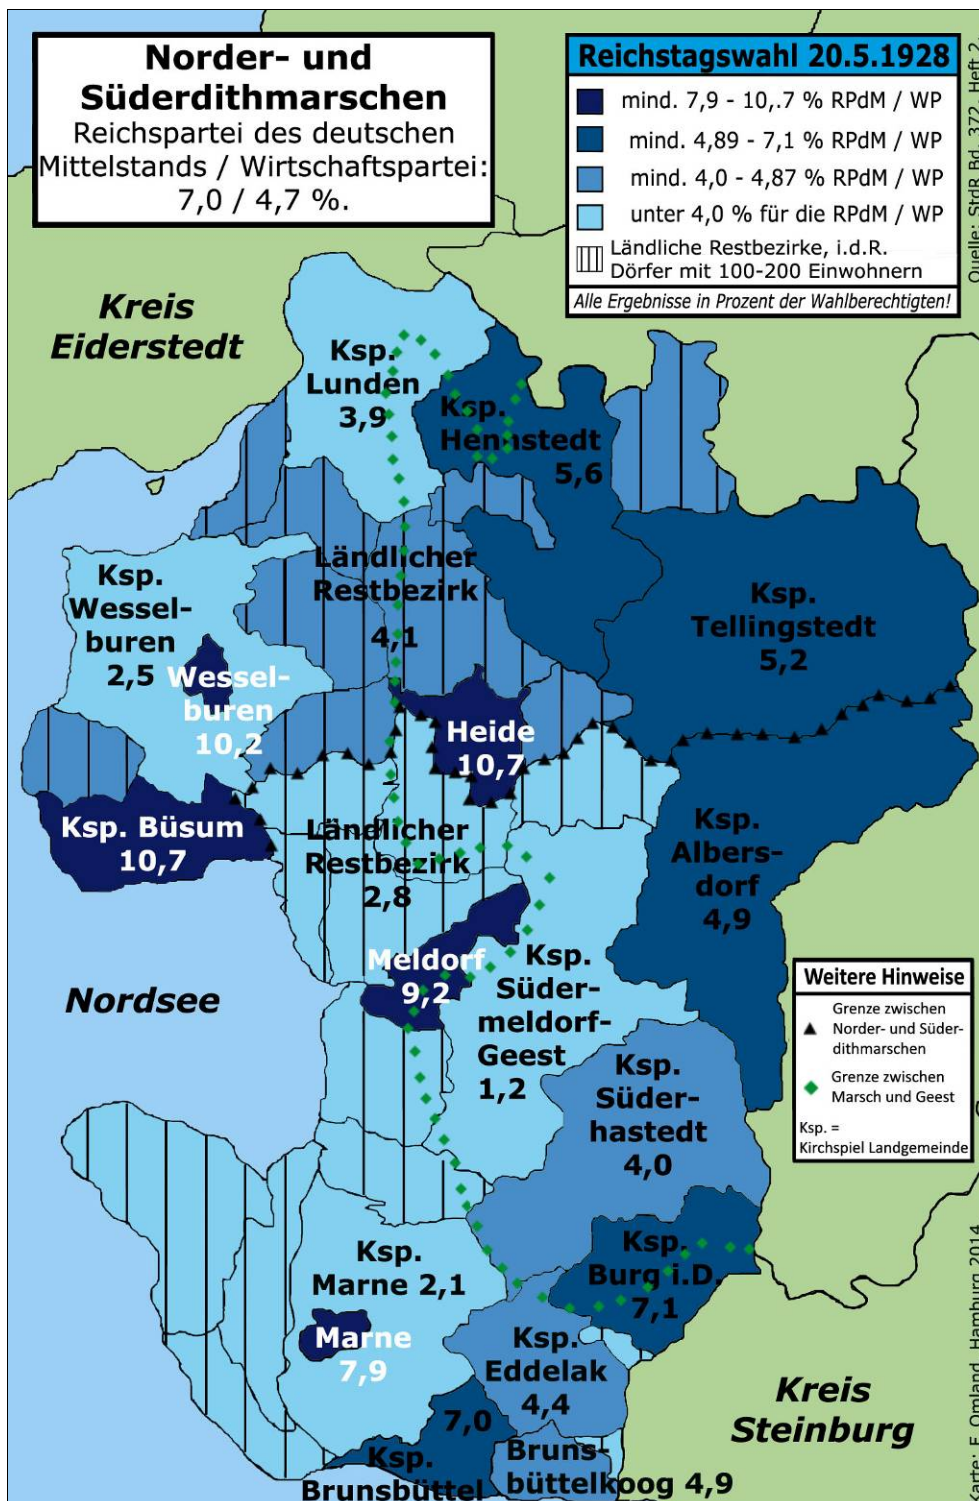 Norder- und
Süderdithmarschen
Reichspartei des deutschen
Mittelstands / Wirtschaftspartei:
7,0 / 4,7 %.
Reichstagswahl 20.5.1928
mind. 7,9 - 10,.7 % RPdM / WP
mind. 4,89 - 7,1 % RPdM / WP
mind. 4,0 - 4,87 % RPdM / WP
unter 4,0 % für die RPdM / WP
Ländliche Restbezirke, i.d.R.
Dörfer mit 100-200 Einwohnern
Alle Ergebnisse in Prozent der Wahlberechtigten!
Quelle: StdR Bd. 372, Heft 2.
Kreis
Eiderstedt
Ksp.
Lunden
3,9
Ksp.
Hennstedt
5,6
Ländlicher
Restbezirk
4,1
Ksp.
Wessel-
buren
2,5
Wessel-
buren
10,2
Ksp.
Tellingstedt
5,2
Heide
10,7
Ksp. Büsum
10,7
Ländlicher
Restbezirk
2,8
Ksp.
Albers-
dorf
4,9
Meldorf
9,2
Ksp.
Süder-
meldorf-
Geest
1,2
Nordsee
Weitere Hinweise
Grenze zwischen
Norder- und Süder-
dithmarschen
Grenze zwischen
Marsch und Geest
Ksp. =
Kirchspiel Landgemeinde
Ksp.
Süder-
hastedt
4,0
Ksp.
Burg i.D.
7,1
Ksp.
Marne 2,1
Marne
7,9
Ksp.
Eddelak
4,4
Kreis
Steinburg
7,0
Ksp.
Brunsbüttel
Bruns-
büttelkoog 4,9
Karte: F. Omland, Hamburg 2014